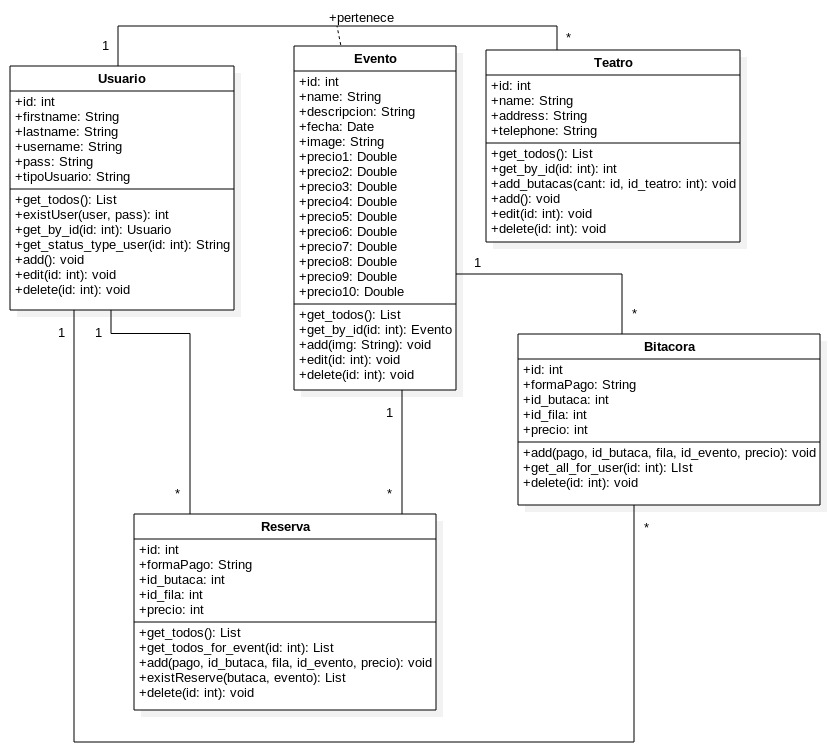 +pertenece
1
*
Usuario
+id: int
+firstname: String
+lastname: String
+username: String
+pass: String
+tipoUsuario: String
+get_todos(): List
+existUser(user, pass): int
+get_by_id(id: int): Usuario
+get_status_type_user(id: int): String
+add(): void
+edit(id: int): void
+delete(id: int): void
Evento
+id: int
+name: String
+descripcion: String
+fecha: Date
+image: String
+precio1: Double
+precio2: Double
+precio3: Double
+precio4: Double
+precio5: Double
+precio6: Double
+precio7: Double
+precio8: Double
+precio9: Double
+precio10: Double
+get_todos(): List
+get_by_id(id: int): Evento
+add(img: String): void
+edit(id: int): void
+delete(id: int): void
Teatro
+id: int
+name: String
+address: String
+telephone: String
+get_todos(): List
+get_by_id(id: int): int
+add_butacas(cant: id, id_teatro: int): void
+add(): void
+edit(id: int): void
+delete(id: int): void
1
*
1
1
Bitacora
+id: int
+formaPago: String
+id_butaca: int
+id_fila: int
+precio: int
+add(pago, id_butaca, fila, id_evento, precio): void
+get_all_for_user(id: int): LIst
+delete(id: int): void
1
*
*
*
Reserva
+id: int
+formaPago: String
+id_butaca: int
+id_fila: int
+precio: int
+get_todos(): List
+get_todos_for_event(id: int): List
+add(pago, id_butaca, fila, id_evento, precio): void
+existReserve(butaca, evento): List
+delete(id: int): void